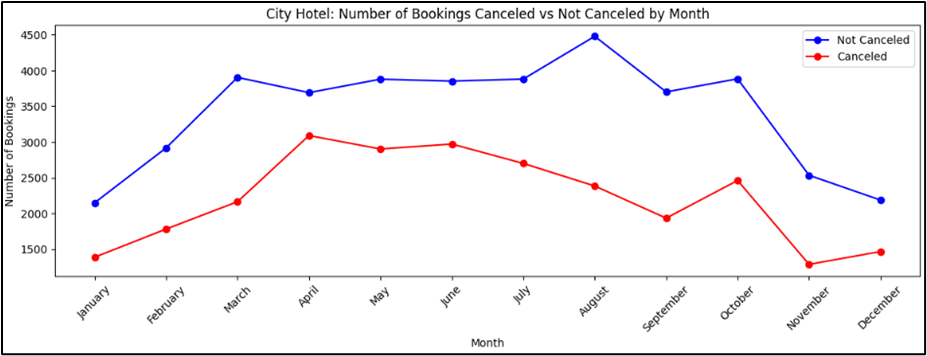 City Hotel: Number of Bookings Canceled vs Not Canceled by Month
Not Canceled
Canceled
Number of Bookings
4500
4000
3500
3000
2500
2000
1500
January
February
March
April
May
June
July
August
September
October
November
December
Month